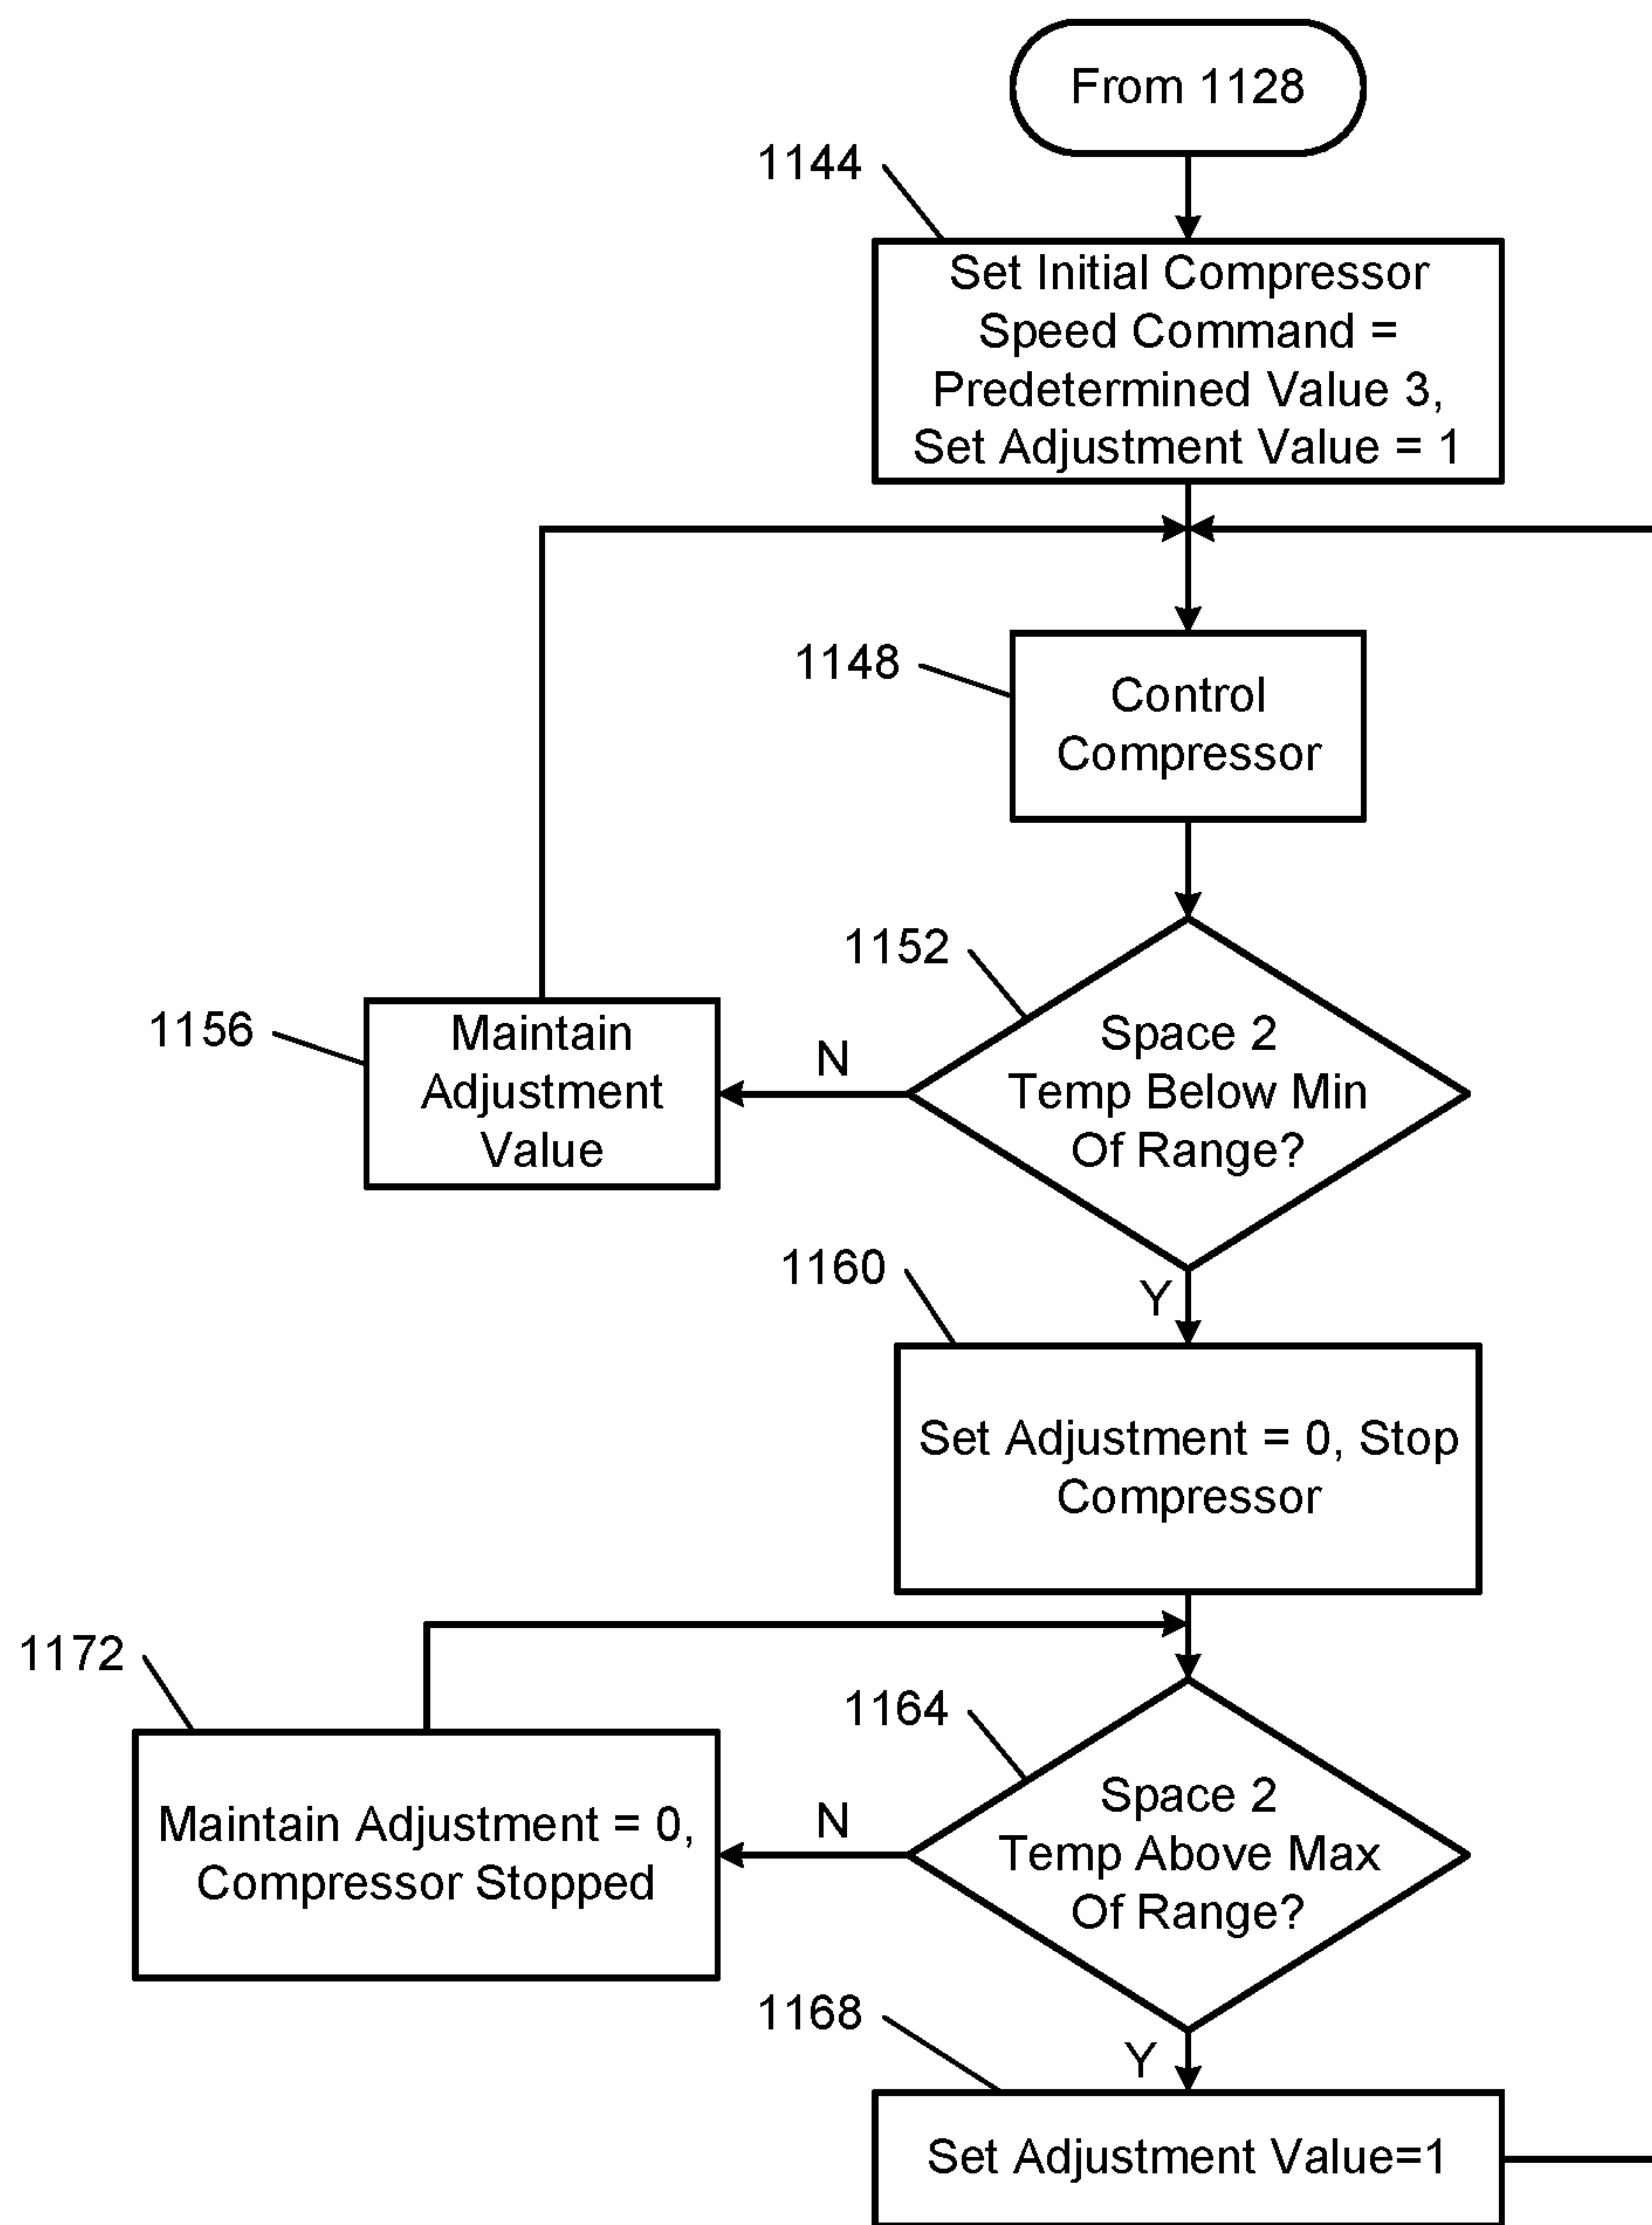 From 1128
1144
Set Initial Compressor
Speed Command =
Predetermined Value 3,
Set Adjustment Value = 1
1148
Control
Compressor
1152
Space 2
Temp Below Min
Of Range?
N
1156
Maintain
Adjustment
Value
Y
1160
Set Adjustment = 0, Stop
Compressor
1164
Space 2
Temp Above Max
Of Range?
N
1172
Maintain Adjustment = 0,
Compressor Stopped
Y
1168
Set Adjustment Value=1